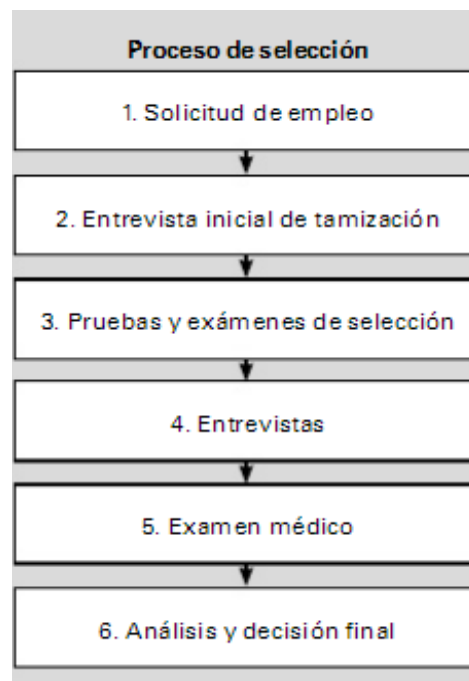 Proceso de selección
1. Solicitud de empleo
2. Entrevista inicial de tamización
3. Pruebas y exámenes de selección
4. Entrevistas
5. Examen médico
6. Análisis y decisión final